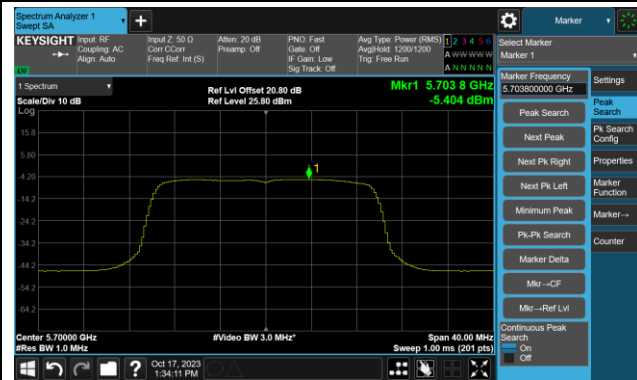 Spectrum Analyzer 1
Swept SA
Marker
KEYSIGHT
Input: RF
Coupling: AC
Align: Auto
Input Z: 50 Ω
Corr CCorr
Freq Ref: Int (S)
Atten: 20 dB
Preamp: Off
PNO: Fast
Gate: Off
IF Gain: Low
Sig Track: Off
Avg Type: Power (RMS)
Avg|Hold: 1200/1200
Trig: Free Run
1 2 3 4 5 6
A W W W W W
A N N N N N
Select Marker
Marker 1
LXI
1 Spectrum
Scale/Div 10 dB
Ref Lvl Offset 20.80 dB
Ref Level 25.80 dBm
Mkr1 5.703 8 GHz
-5.404 dBm
Log
15.8
5.80
-4.20
-14.2
-24.2
-34.2
-44.2
-54.2
-64.2
1
Center 5.70000 GHz
#Res BW 1.0 MHz
#Video BW 3.0 MHz*
Span 40.00 MHz
Sweep 1.00 ms (201 pts)
Marker Frequency
5.703800000 GHz
Peak Search
Next Peak
Next Pk Right
Next Pk Left
Minimum Peak
Pk-Pk Search
Marker Delta
Mkr→CF
Mkr→Ref Lvl
Continuous Peak
Search
On
Off
Settings
Peak
Search
Pk Search
Config
Properties
Marker
Function
Marker→
Counter
?
Oct 17, 2023
1:34:11 PM